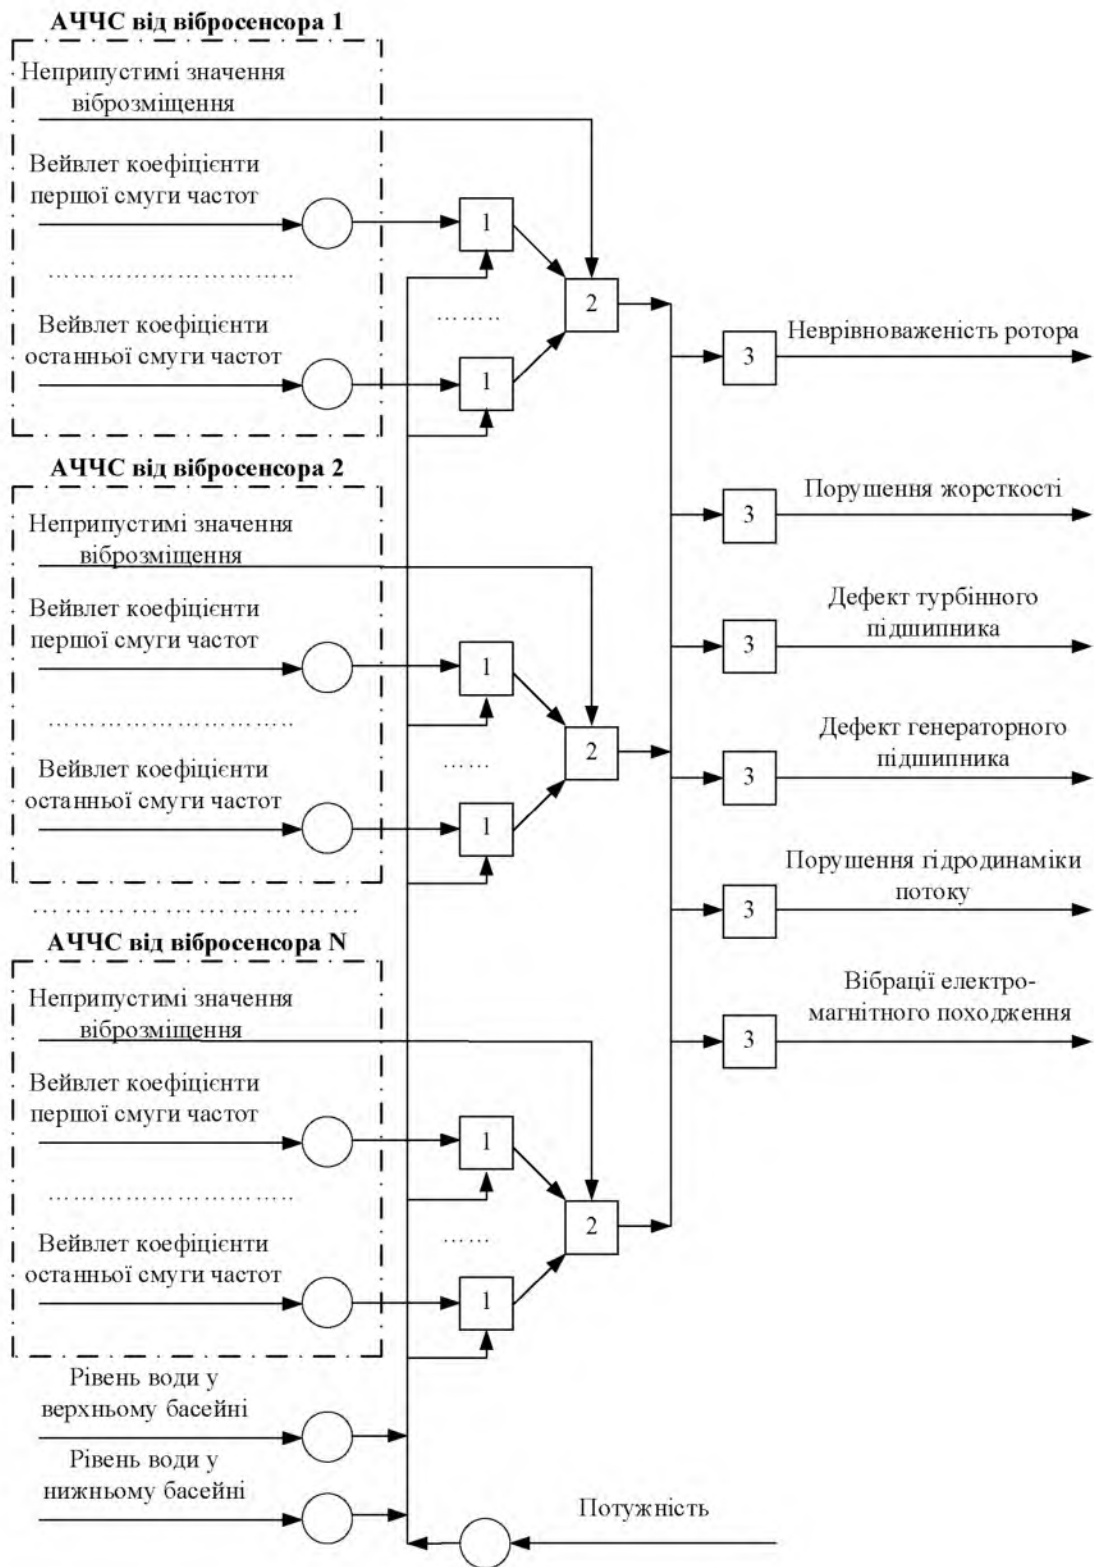 АЧЧС від вібросенсора 1
Неприпустимі значення
віброзміщення
Вейвлет коефіцієнти
першої смуги частот
1
................................
2
.........
Вейвлет коефіцієнти
останньої смуги частот
1
3
Неврівноваженість ротора
АЧЧС від вібросенсора 2
3
Порушення жорсткості
Неприпустимі значення
віброзміщення
Вейвлет коефіцієнти
першої смуги частот
1
3
Дефект турбінного
підшипника
................................
2
......
Вейвлет коефіцієнти
останньої смуги частот
1
3
Дефект генераторного
підшипника
................................
3
Порушення гідродинаміки
потоку
АЧЧС від вібросенсора N
Неприпустимі значення
віброзміщення
3
Вібрації електро-
магнітного походження
Вейвлет коефіцієнти
першої смуги частот
1
................................
2
......
Вейвлет коефіцієнти
останньої смуги частот
1
Рівень води у
верхньому басейні
Рівень води у
нижньому басейні
Потужність